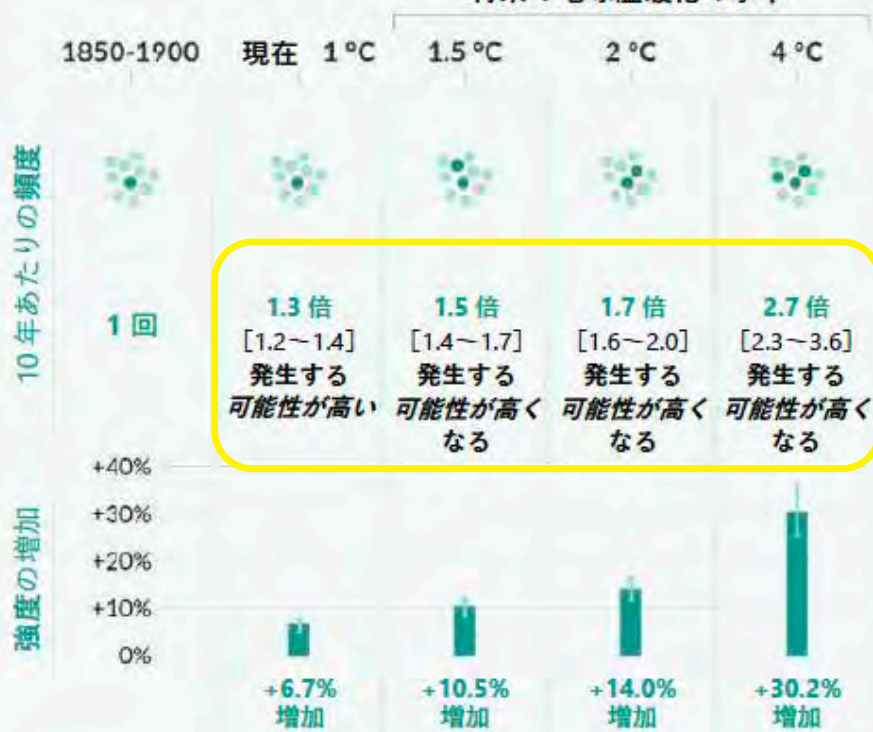 1850-1900 現在 1℃ 1.5℃ 2℃ 4℃
10年あたりの頻度
1回
1.3倍
[1.2～1.4]
発生する
可能性が高い
1.5倍
[1.4～1.7]
発生する
可能性が高く
なる
1.7倍
[1.6～2.0]
発生する
可能性が高く
なる
2.7倍
[2.3～3.6]
発生する
可能性が高く
なる
強度の増加
+40%
+30%
+20%
+10%
0%
+6.7%
増加
+10.5%
増加
+14.0%
増加
+30.2%
増加